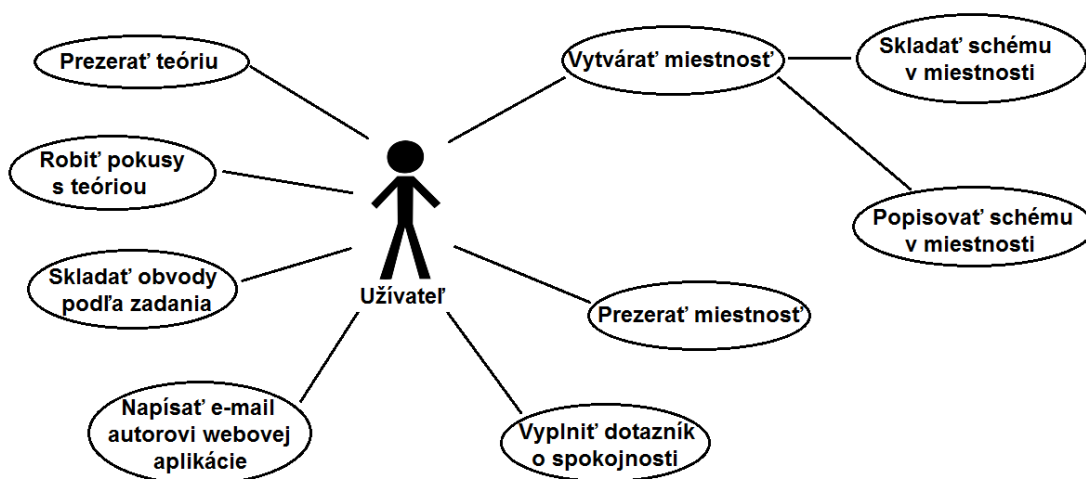 Prezerať teóriu
Vytvárať miestnosť
Skladať schému
v miestnosti
Robiť pokusy
s teóriou
Popisovať schému
v miestnosti
Skladať obvody
podľa zadania
Užívateľ
Prezerať miestnosť
Napísať e-mail
autorovi webovej
aplikácie
Vyplniť dotazník
o spokojnosti